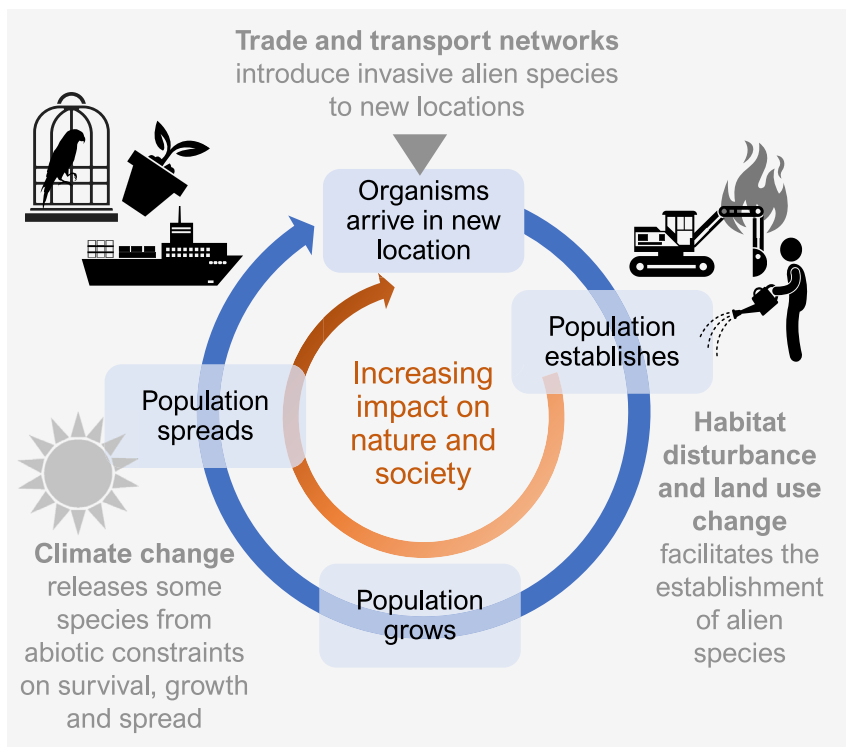 Trade and transport networks
introduce invasive alien species
to new locations
Organisms
arrive in new
location
Population
establishes
Increasing
impact on
nature and
society
Population
spreads
Habitat
disturbance
and land use
change
facilitates the
establishment
of alien
species
Climate change
releases some
species from
abiotic constraints
on survival, growth
and spread
Population
grows